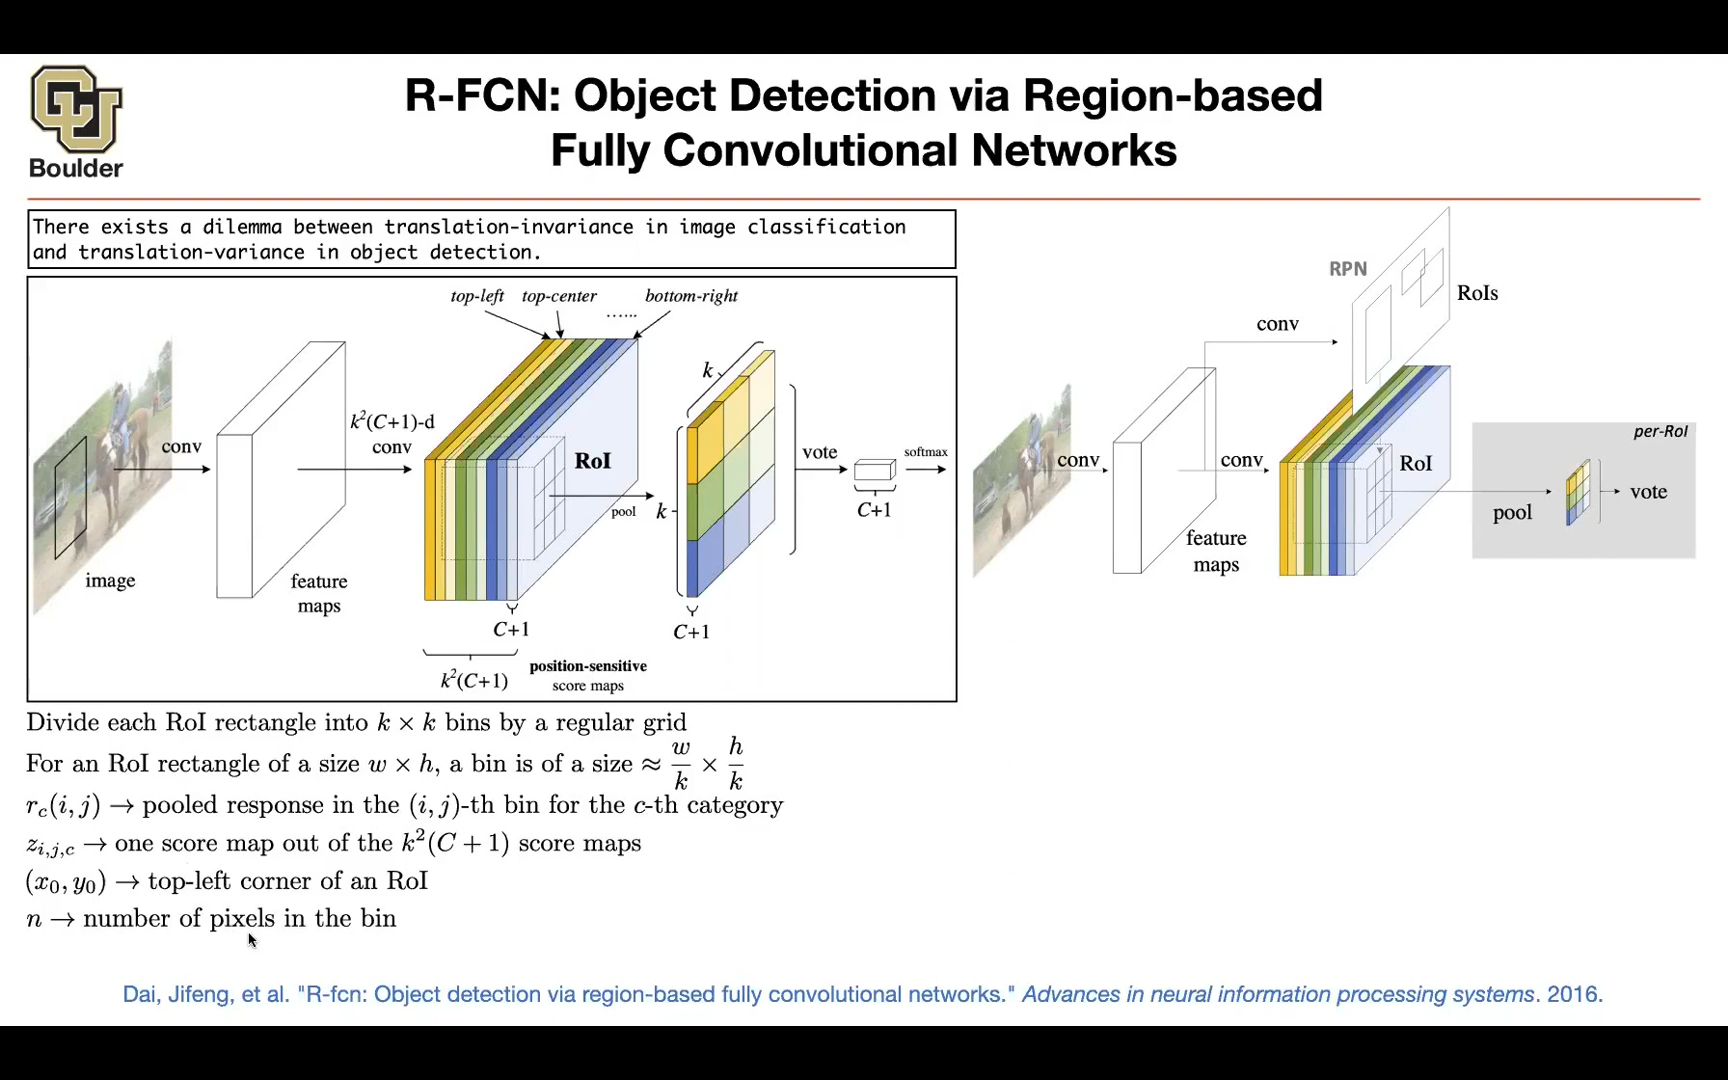 R-FCN: Object Detection via Region-based
Fully Convolutional Networks
CU
Boulder
There exists a dilemma between translation-invariance in image classification
and translation-variance in object detection.
top-left top-center ...... bottom-right
image
conv
feature
maps
k²(C+1)-d
conv
RoI
pool
C+1
k²(C+1)
position-sensitive
score maps
k
k
C+1
vote
C+1
softmax
conv
feature
maps
conv
conv
RPN
RoIs
RoI
per-RoI
pool
vote
Divide each RoI rectangle into k × k bins by a regular grid
For an RoI rectangle of a size w × h, a bin is of a size ≈ w/k × h/k
r_c(i, j) → pooled response in the (i, j)-th bin for the c-th category
z_{i,j,c} → one score map out of the k²(C + 1) score maps
(x₀, y₀) → top-left corner of an RoI
n → number of pixels in the bin
Dai, Jifeng, et al. "R-fcn: Object detection via region-based fully convolutional networks." Advances in neural information processing systems. 2016.